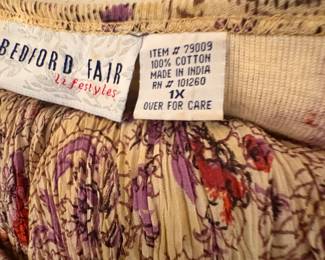 BEDFORD FAIR
lifestyles
ITEM # 79009
100% COTTON
MADE IN INDIA
RN # 101260
1X
OVER FOR CARE